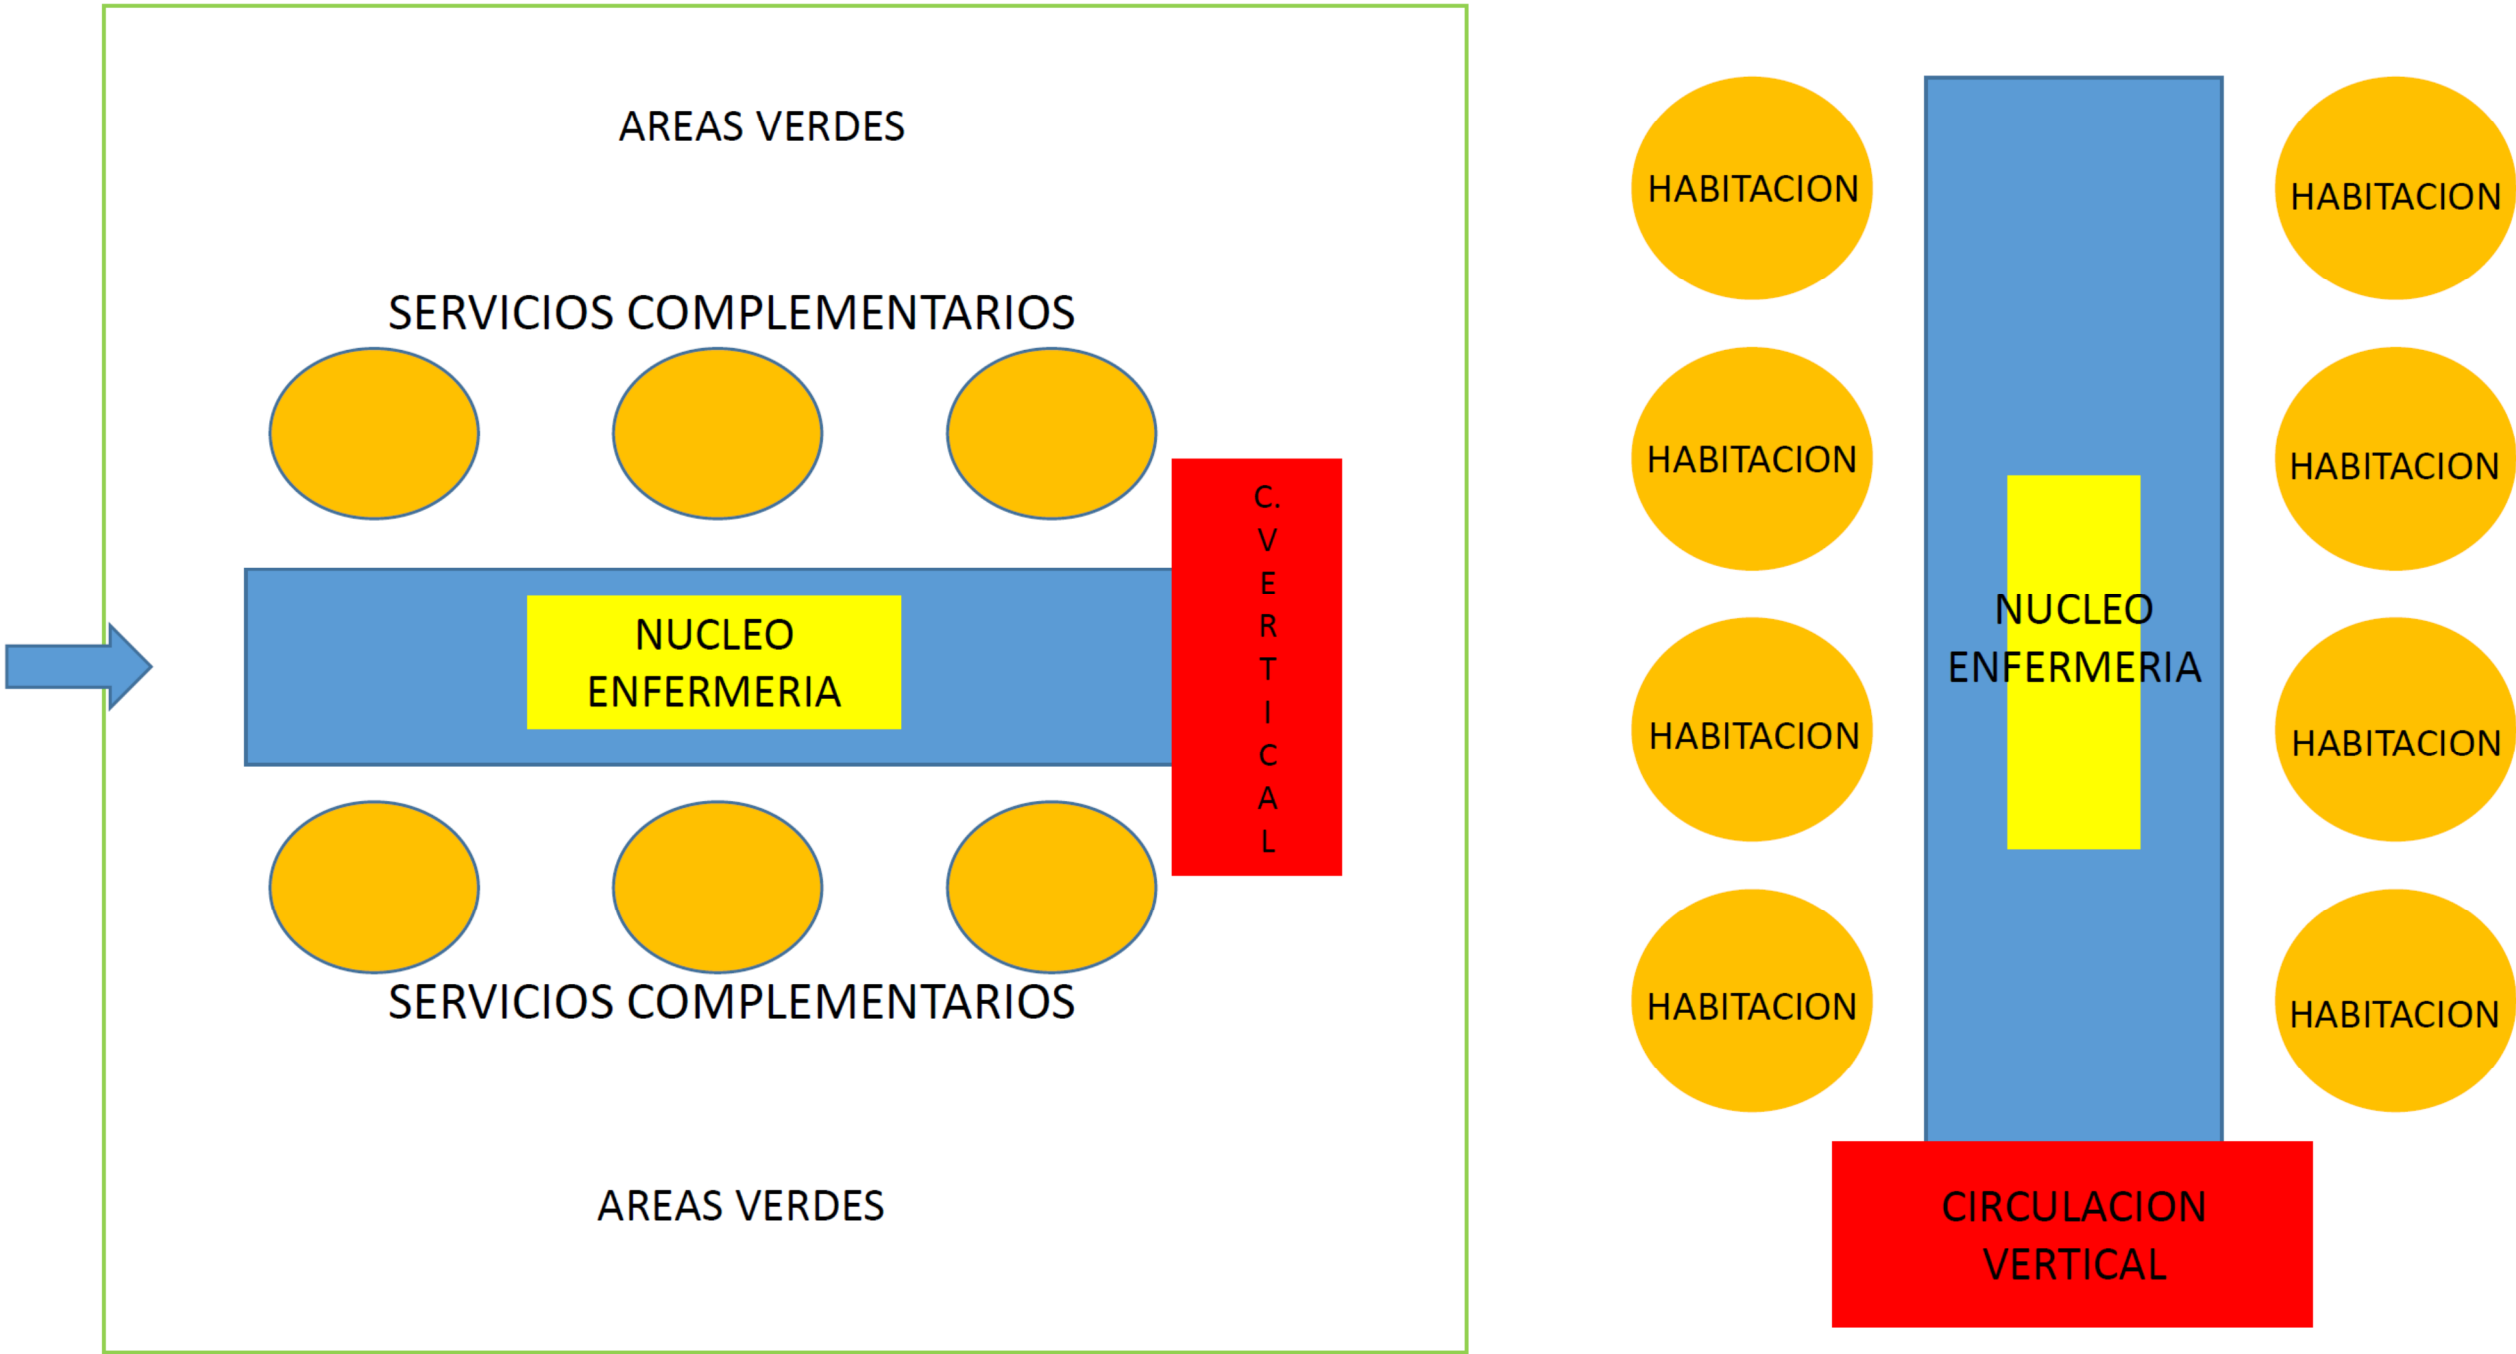 AREAS VERDES
SERVICIOS COMPLEMENTARIOS
NUCLEO
ENFERMERIA
C.
V
E
R
T
I
C
A
L
SERVICIOS COMPLEMENTARIOS
AREAS VERDES
HABITACION
HABITACION
HABITACION
HABITACION
NUCLEO
ENFERMERIA
HABITACION
HABITACION
HABITACION
HABITACION
CIRCULACION
VERTICAL